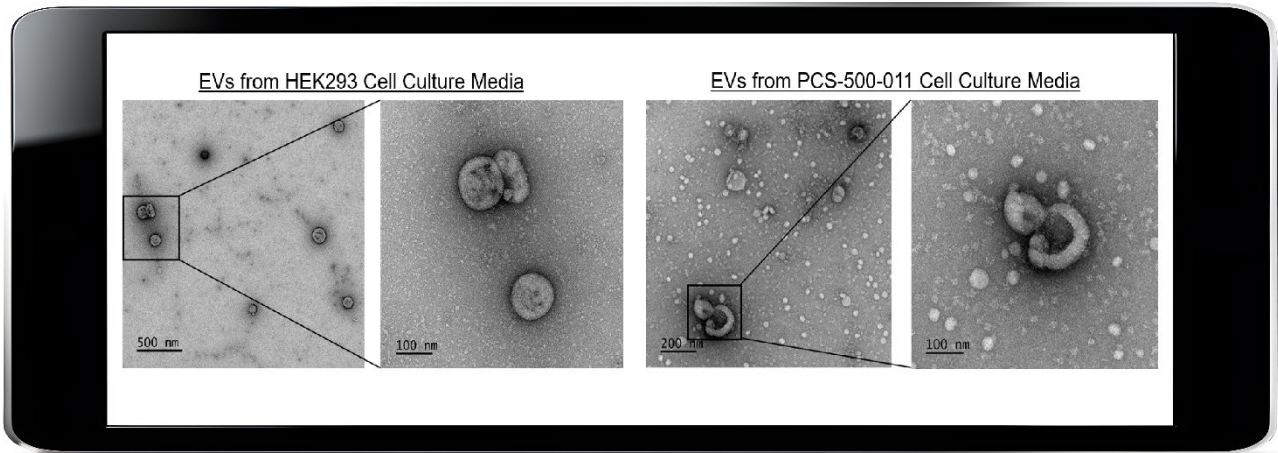 EVs from HEK293 Cell Culture Media
EVs from PCS-500-011 Cell Culture Media
500 nm
100 nm
200 nm
100 nm